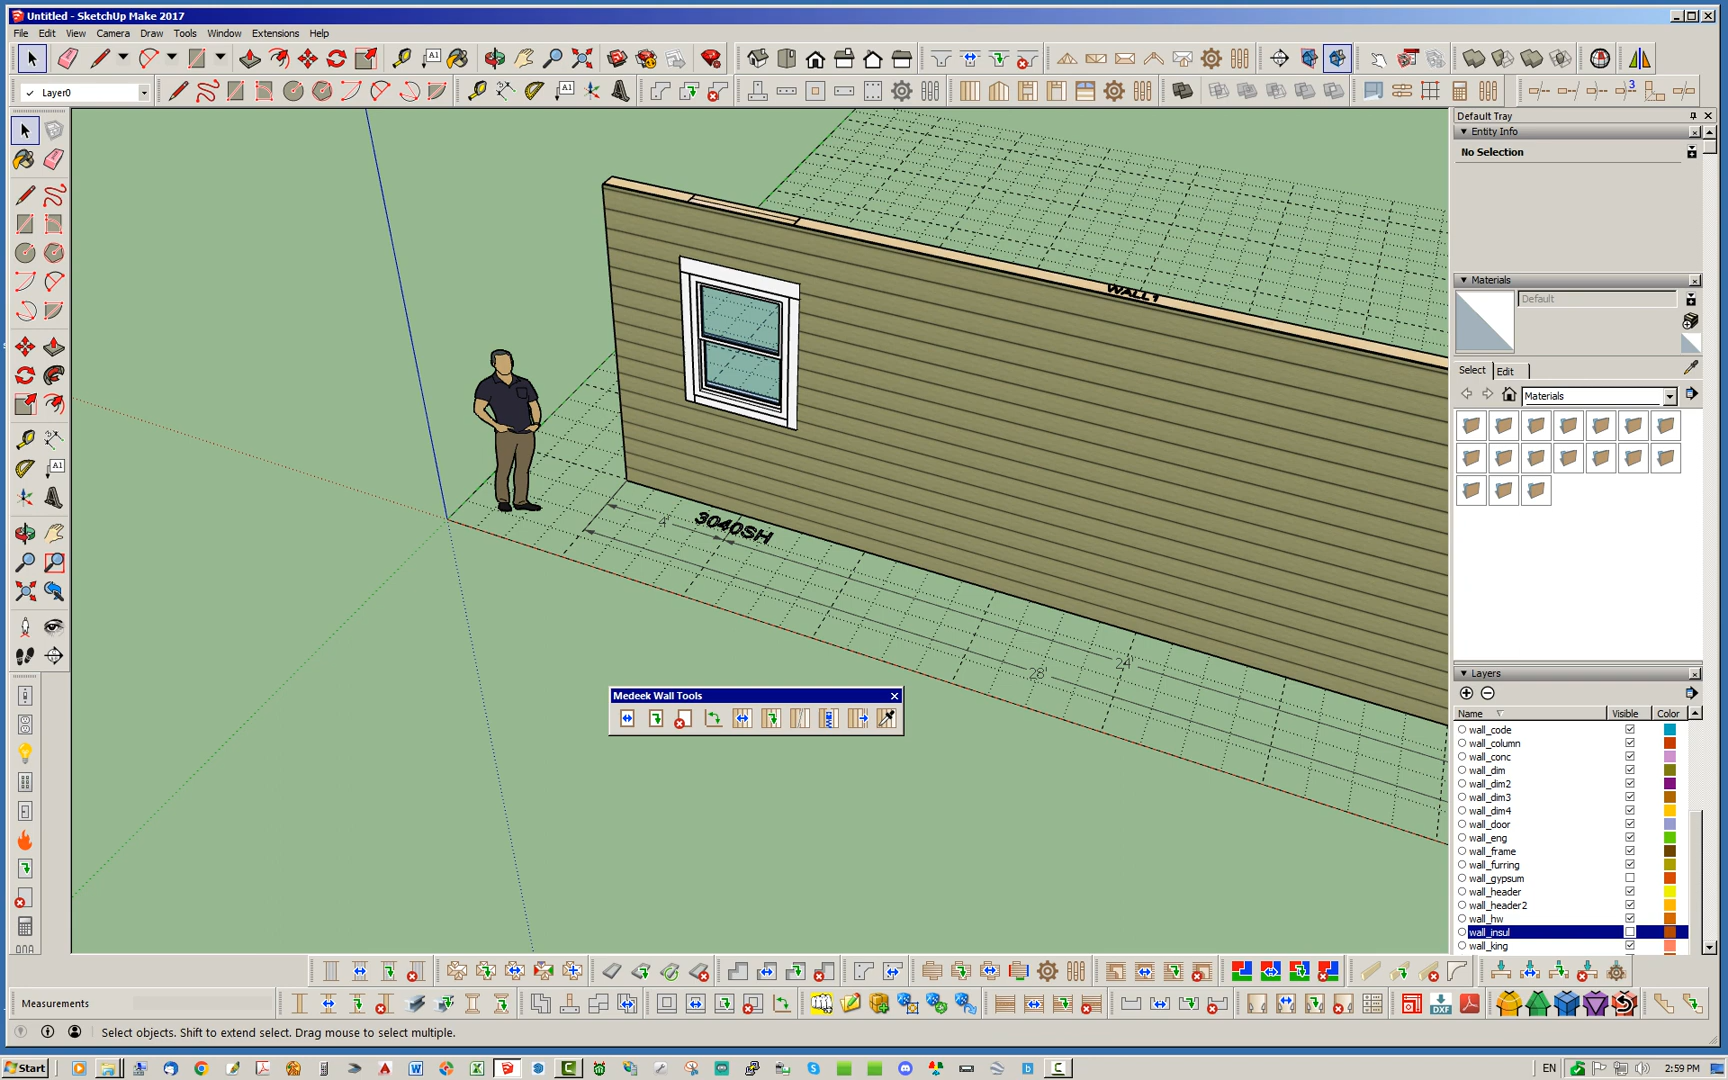 Untitled - SketchUp Make 2017
File Edit View Camera Draw Tools Window Extensions Help
Layer0
Default Tray
Entity Info
No Selection
Materials
Default
Select Edit
Materials
WALL1
3040SH
4'
28'
24'
Medeek Wall Tools
Layers
Name Visible Color
wall_code
wall_column
wall_conc
wall_dim
wall_dim2
wall_dim3
wall_dim4
wall_door
wall_eng
wall_frame
wall_furring
wall_gypsum
wall_header
wall_header2
wall_hw
wall_insul
wall_king
Measurements
Select objects. Shift to extend select. Drag mouse to select multiple.
Start
EN
2:59 PM